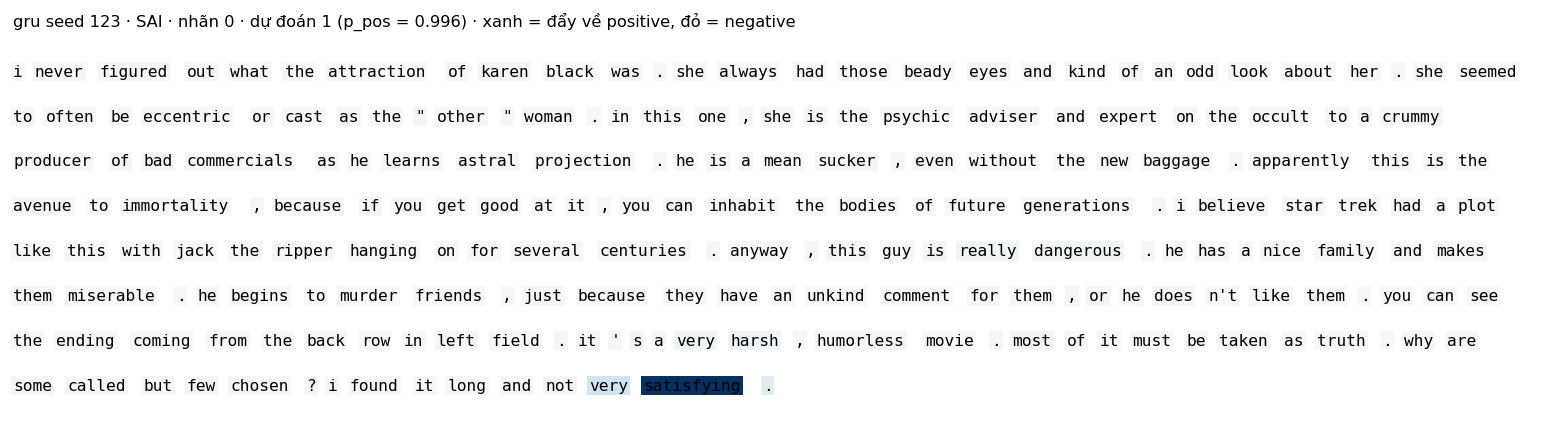 gru seed 123 · SAI · nhãn 0 · dự đoán 1 (p_pos = 0.996) · xanh = đẩy về positive, đỏ = negative
i never figured out what the attraction of karen black was . she always had those beady eyes and kind of an odd look about her . she seemed
to often be eccentric or cast as the " other " woman . in this one , she is the psychic adviser and expert on the occult to a crummy
producer of bad commercials as he learns astral projection . he is a mean sucker , even without the new baggage . apparently this is the
avenue to immortality , because if you get good at it , you can inhabit the bodies of future generations . i believe star trek had a plot
like this with jack the ripper hanging on for several centuries . anyway , this guy is really dangerous . he has a nice family and makes
them miserable . he begins to murder friends , just because they have an unkind comment for them , or he does n't like them . you can see
the ending coming from the back row in left field . it ' s a very harsh , humorless movie . most of it must be taken as truth . why are
some called but few chosen ? i found it long and not very satisfying .